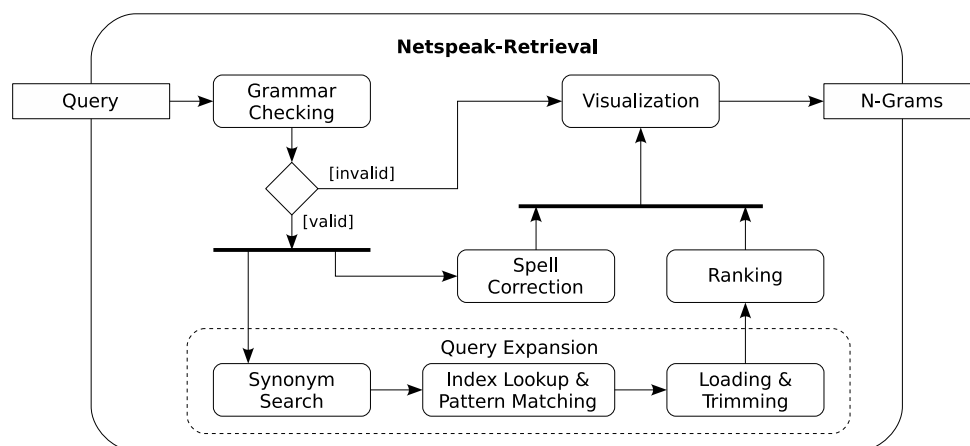 Netspeak-Retrieval
Query
Grammar
Checking
Visualization
N-Grams
[invalid]
[valid]
Spell
Correction
Ranking
Query Expansion
Synonym
Search
Index Lookup &
Pattern Matching
Loading &
Trimming